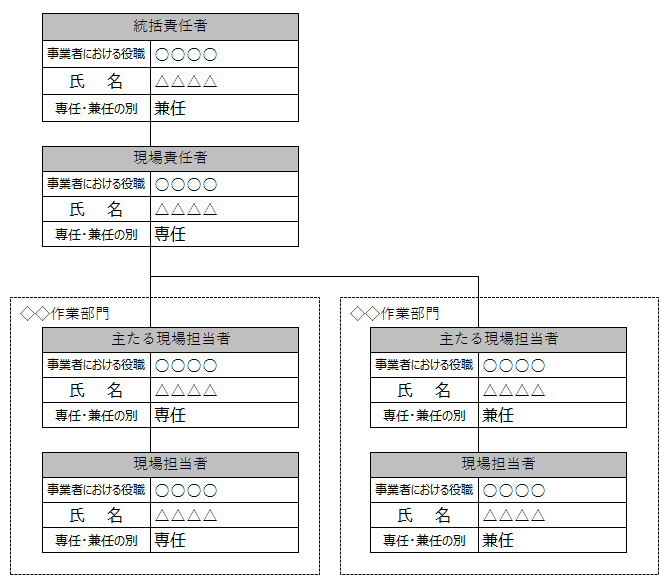 統括責任者
事業者における役職 ○○○○
氏　名 △△△△
専任・兼任の別 兼任
現場責任者
事業者における役職 ○○○○
氏　名 △△△△
専任・兼任の別 専任
◇◇作業部門
主たる現場担当者
事業者における役職 ○○○○
氏　名 △△△△
専任・兼任の別 専任
現場担当者
事業者における役職 ○○○○
氏　名 △△△△
専任・兼任の別 専任
◇◇作業部門
主たる現場担当者
事業者における役職 ○○○○
氏　名 △△△△
専任・兼任の別 兼任
現場担当者
事業者における役職 ○○○○
氏　名 △△△△
専任・兼任の別 兼任